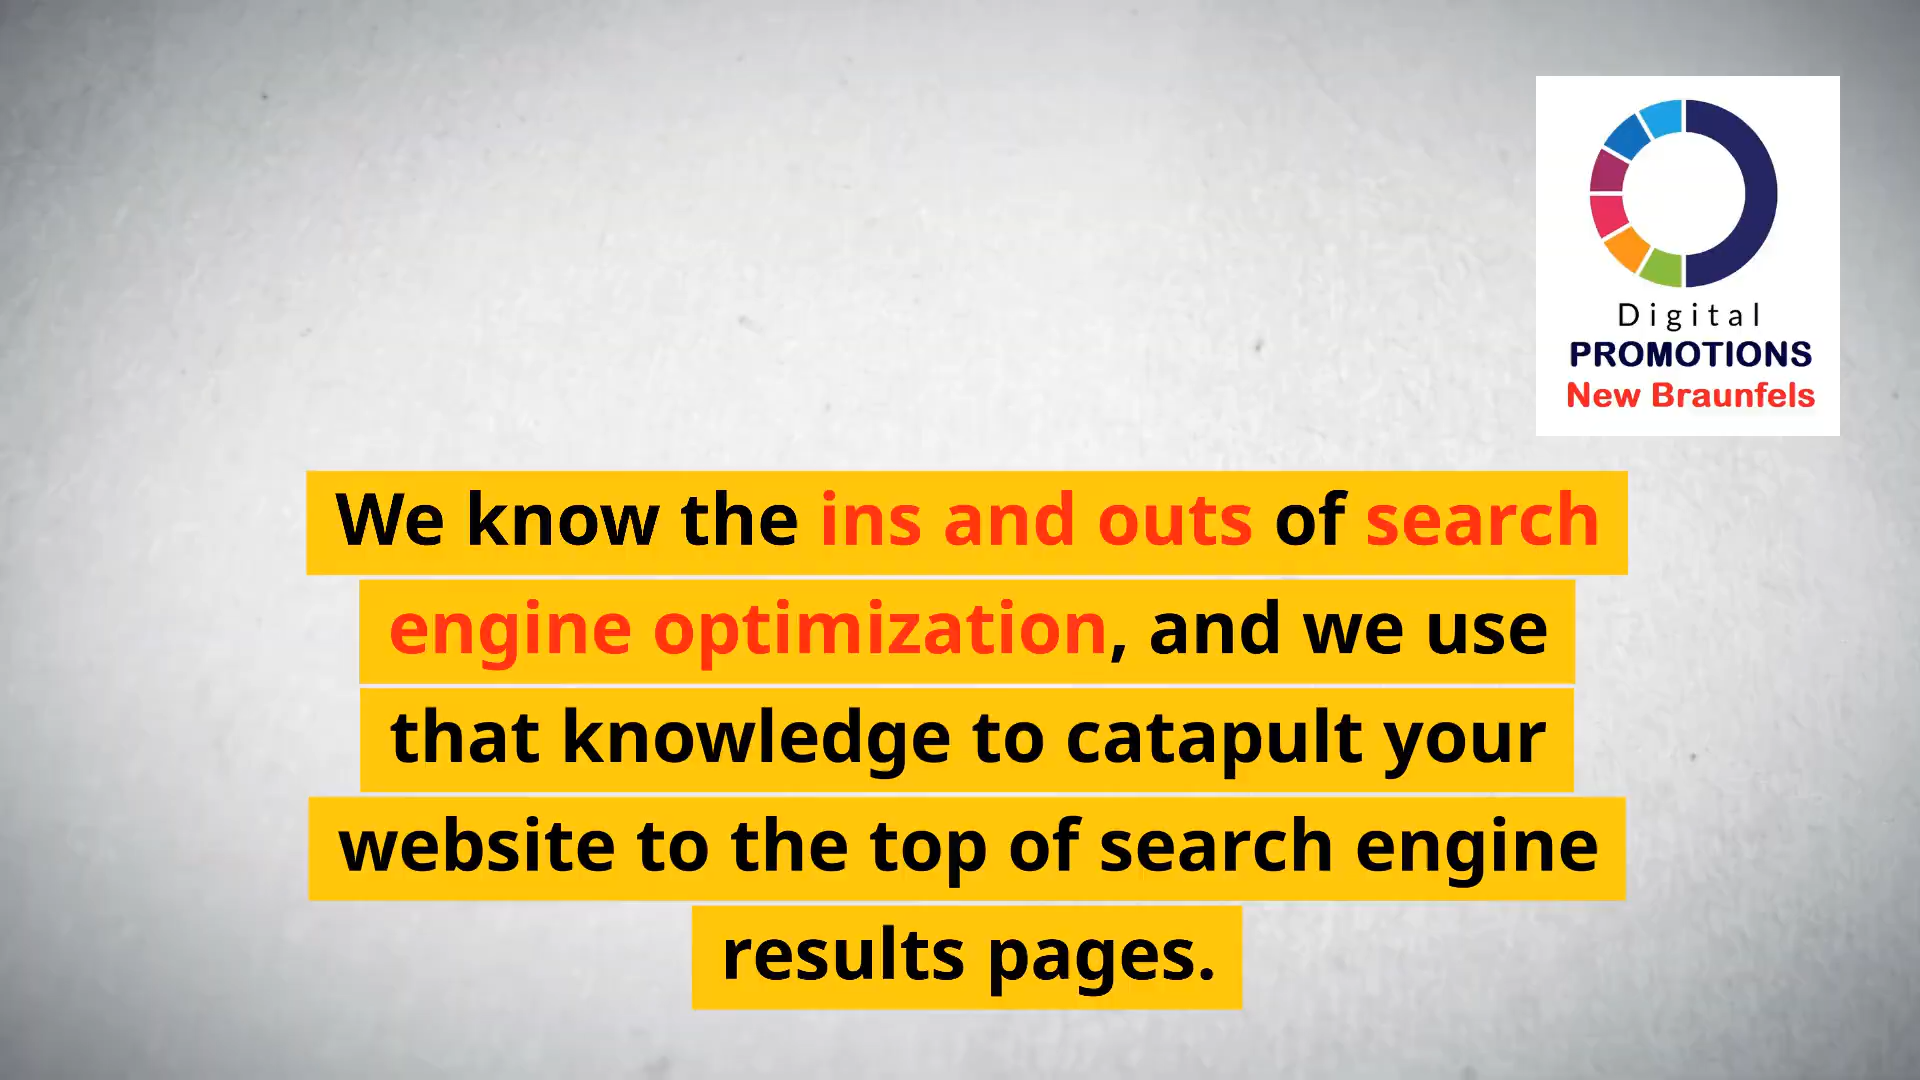 Digital
PROMOTIONS
New Braunfels
We know the ins and outs of search
engine optimization, and we use
that knowledge to catapult your
website to the top of search engine
results pages.